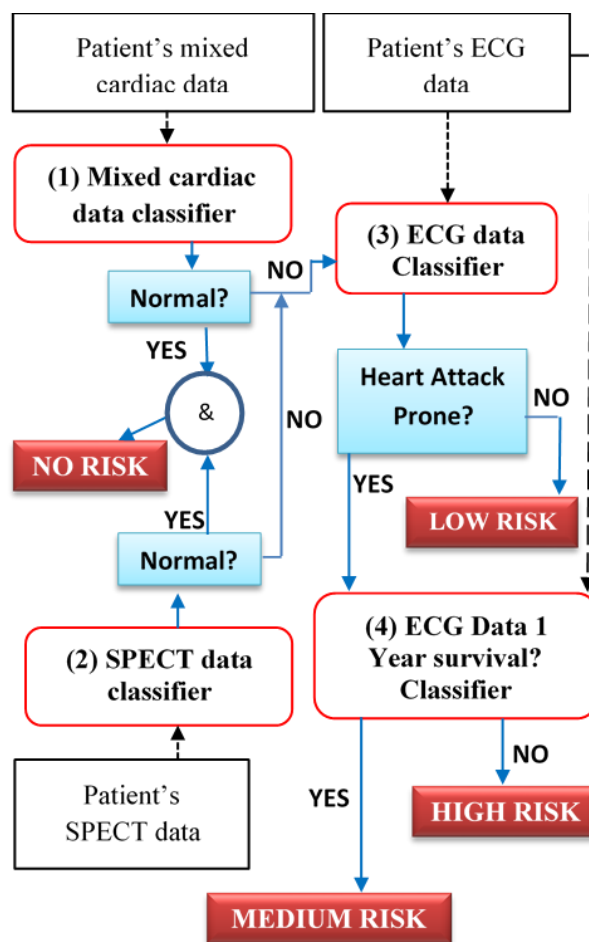 Patient's mixed
cardiac data
Patient's ECG
data
(1) Mixed cardiac
data classifier
(3) ECG data
Classifier
NO
Normal?
YES
Heart Attack
Prone?
NO
&
NO
NO RISK
YES
YES
LOW RISK
Normal?
(2) SPECT data
classifier
(4) ECG Data 1
Year survival?
Classifier
NO
YES
Patient's
SPECT data
HIGH RISK
MEDIUM RISK